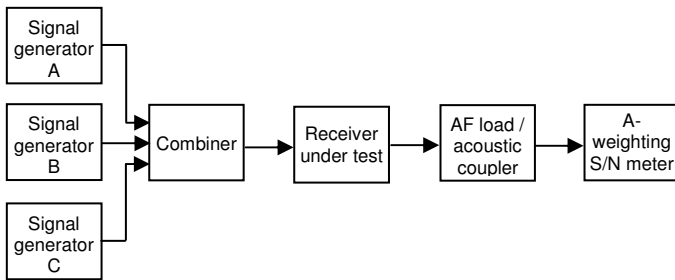 Signal
generator
A
Signal
generator
B
Signal
generator
C
Combiner
Receiver
under test
AF load /
acoustic
coupler
A-
weighting
S/N meter